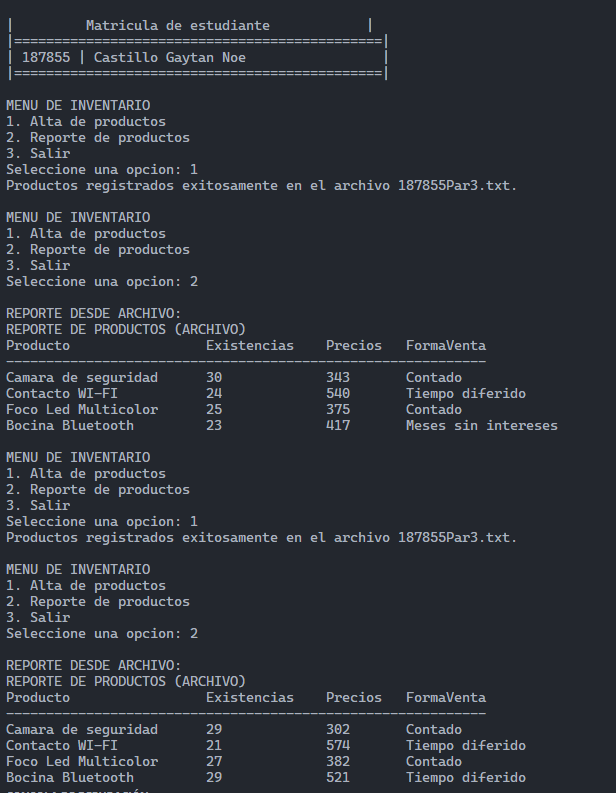 |         Matricula de estudiante            |
|==============================================|
| 187855 | Castillo Gaytan Noe                 |
|==============================================|
MENU DE INVENTARIO
1. Alta de productos
2. Reporte de productos
3. Salir
Seleccione una opcion: 1
Productos registrados exitosamente en el archivo 187855Par3.txt.
MENU DE INVENTARIO
1. Alta de productos
2. Reporte de productos
3. Salir
Seleccione una opcion: 2
REPORTE DESDE ARCHIVO:
REPORTE DE PRODUCTOS (ARCHIVO)
Producto                 Existencias    Precios   FormaVenta
------------------------------------------------------------
Camara de seguridad      30             343       Contado
Contacto WI-FI           24             540       Tiempo diferido
Foco Led Multicolor      25             375       Contado
Bocina Bluetooth         23             417       Meses sin intereses
MENU DE INVENTARIO
1. Alta de productos
2. Reporte de productos
3. Salir
Seleccione una opcion: 1
Productos registrados exitosamente en el archivo 187855Par3.txt.
MENU DE INVENTARIO
1. Alta de productos
2. Reporte de productos
3. Salir
Seleccione una opcion: 2
REPORTE DESDE ARCHIVO:
REPORTE DE PRODUCTOS (ARCHIVO)
Producto                 Existencias    Precios   FormaVenta
------------------------------------------------------------
Camara de seguridad      29             302       Contado
Contacto WI-FI           21             574       Tiempo diferido
Foco Led Multicolor      27             382       Contado
Bocina Bluetooth         29             521       Tiempo diferido